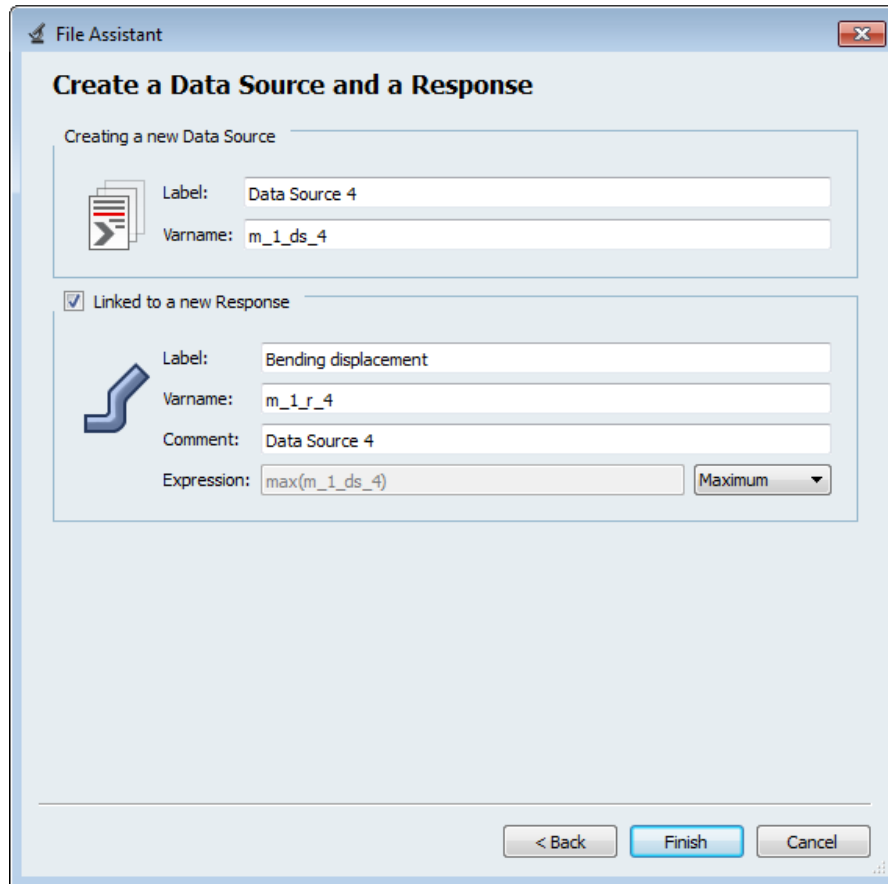 File Assistant
Create a Data Source and a Response
Creating a new Data Source
Label: Data Source 4
Varname: m_1_ds_4
Linked to a new Response
Label: Bending displacement
Varname: m_1_r_4
Comment: Data Source 4
Expression: max(m_1_ds_4) Maximum
< Back Finish Cancel